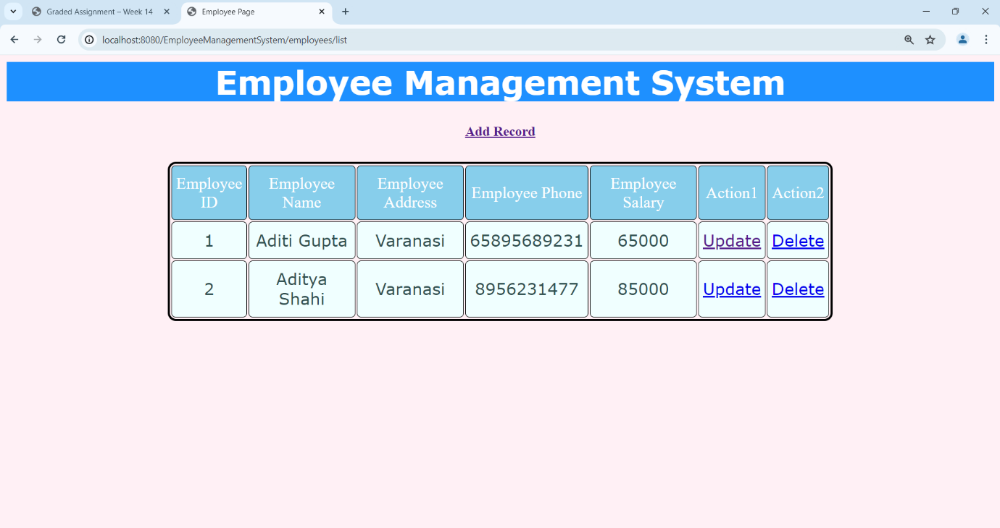 Graded Assignment – Week 14
Employee Page
localhost:8080/EmployeeManagementSystem/employees/list
Employee Management System
Add Record
Employee ID Employee Name Employee Address Employee Phone Employee Salary Action1 Action2
1 Aditi Gupta Varanasi 65895689231 65000 Update Delete
2 Aditya Shahi Varanasi 8956231477 85000 Update Delete